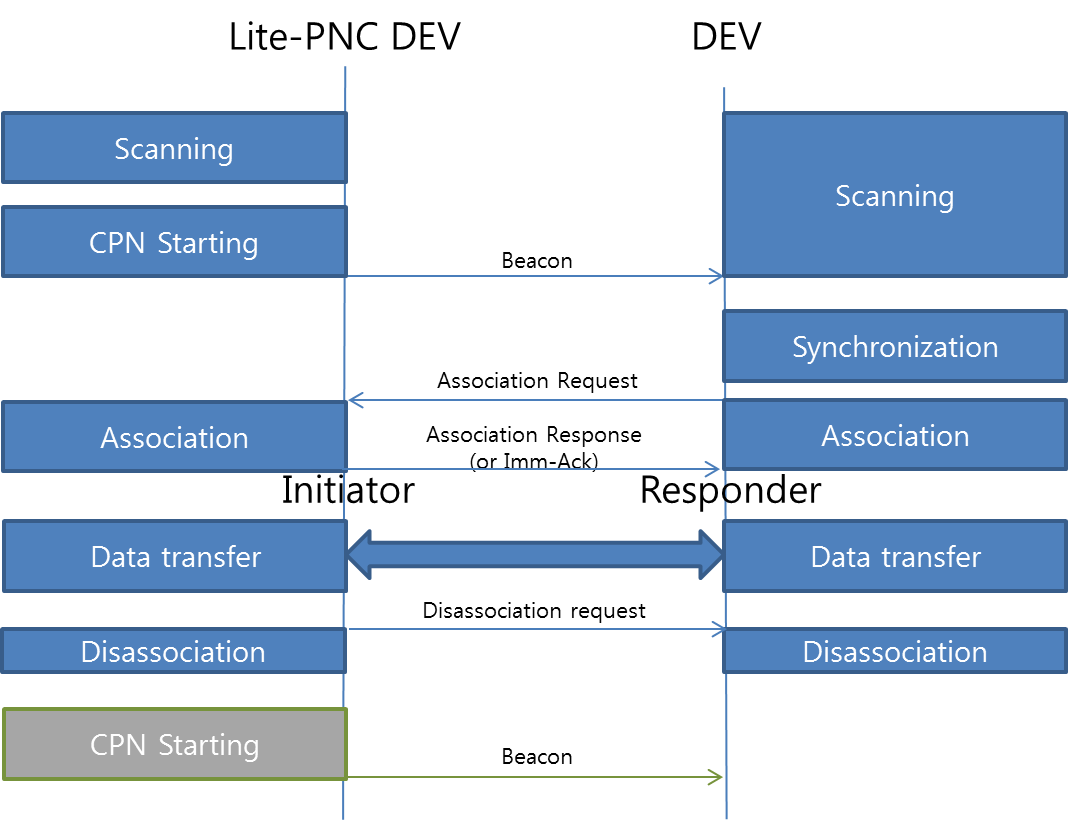 Lite-PNC DEV
DEV
Scanning
Scanning
CPN Starting
Beacon
Synchronization
Association Request
Association
Association
Association Response
(or Imm-Ack)
Initiator
Responder
Data transfer
Data transfer
Disassociation request
Disassociation
Disassociation
CPN Starting
Beacon